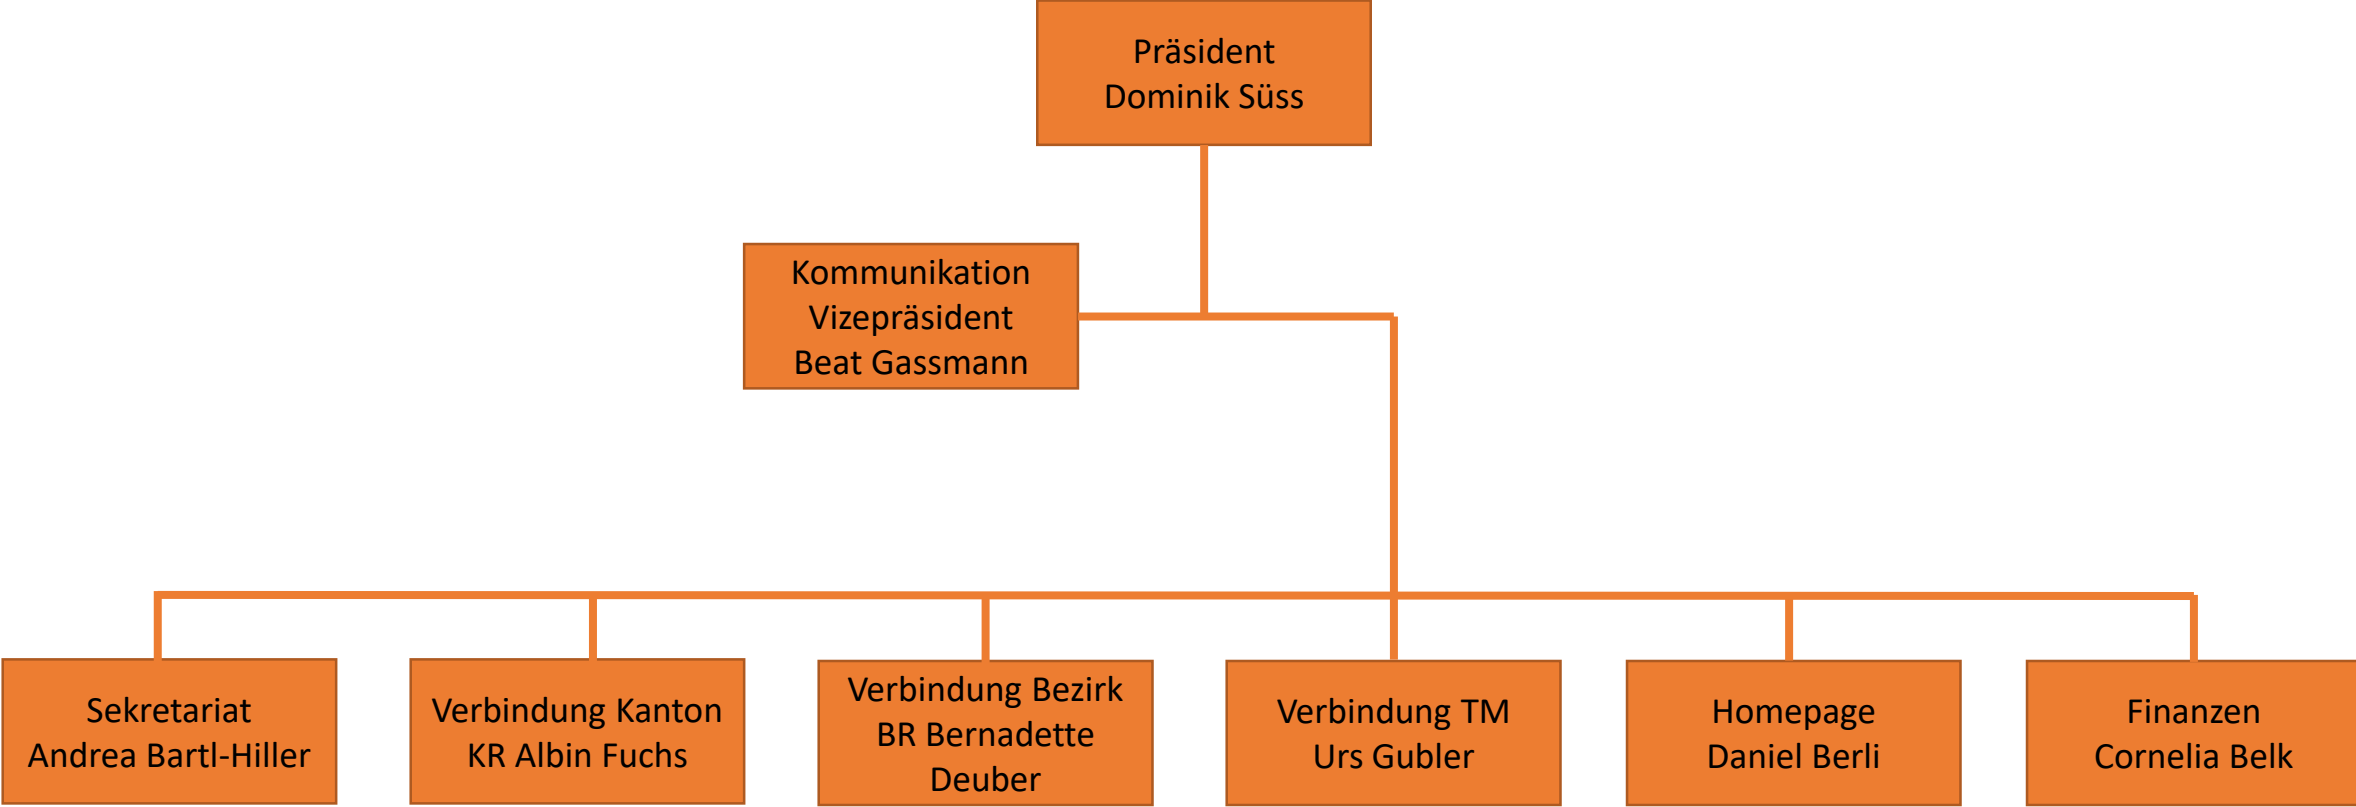 Präsident
Dominik Süss
Kommunikation
Vizepräsident
Beat Gassmann
Sekretariat
Andrea Bartl-Hiller
Verbindung Kanton
KR Albin Fuchs
Verbindung Bezirk
BR Bernadette
Deuber
Verbindung TM
Urs Gubler
Homepage
Daniel Berli
Finanzen
Cornelia Belk